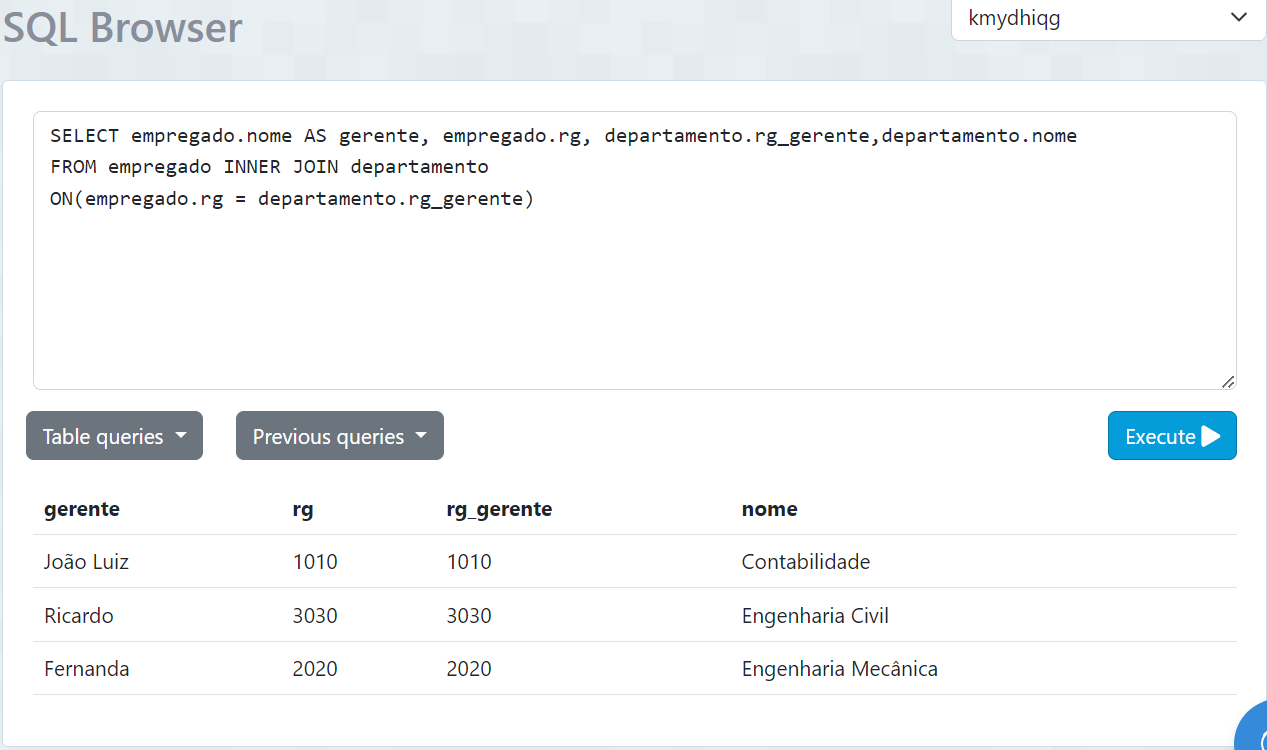 SQL Browser
kmydhiqg
SELECT empregado.nome AS gerente, empregado.rg, departamento.rg_gerente,departamento.nome
FROM empregado INNER JOIN departamento
ON(empregado.rg = departamento.rg_gerente)
Table queries
Previous queries
Execute
gerente rg rg_gerente nome
João Luiz 1010 1010 Contabilidade
Ricardo 3030 3030 Engenharia Civil
Fernanda 2020 2020 Engenharia Mecânica